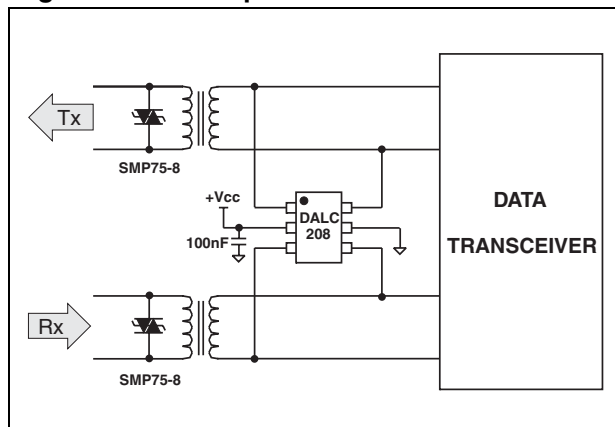 Tx
SMP75-8
+Vcc
100nF
DALC
208
DATA
TRANSCEIVER
Rx
SMP75-8